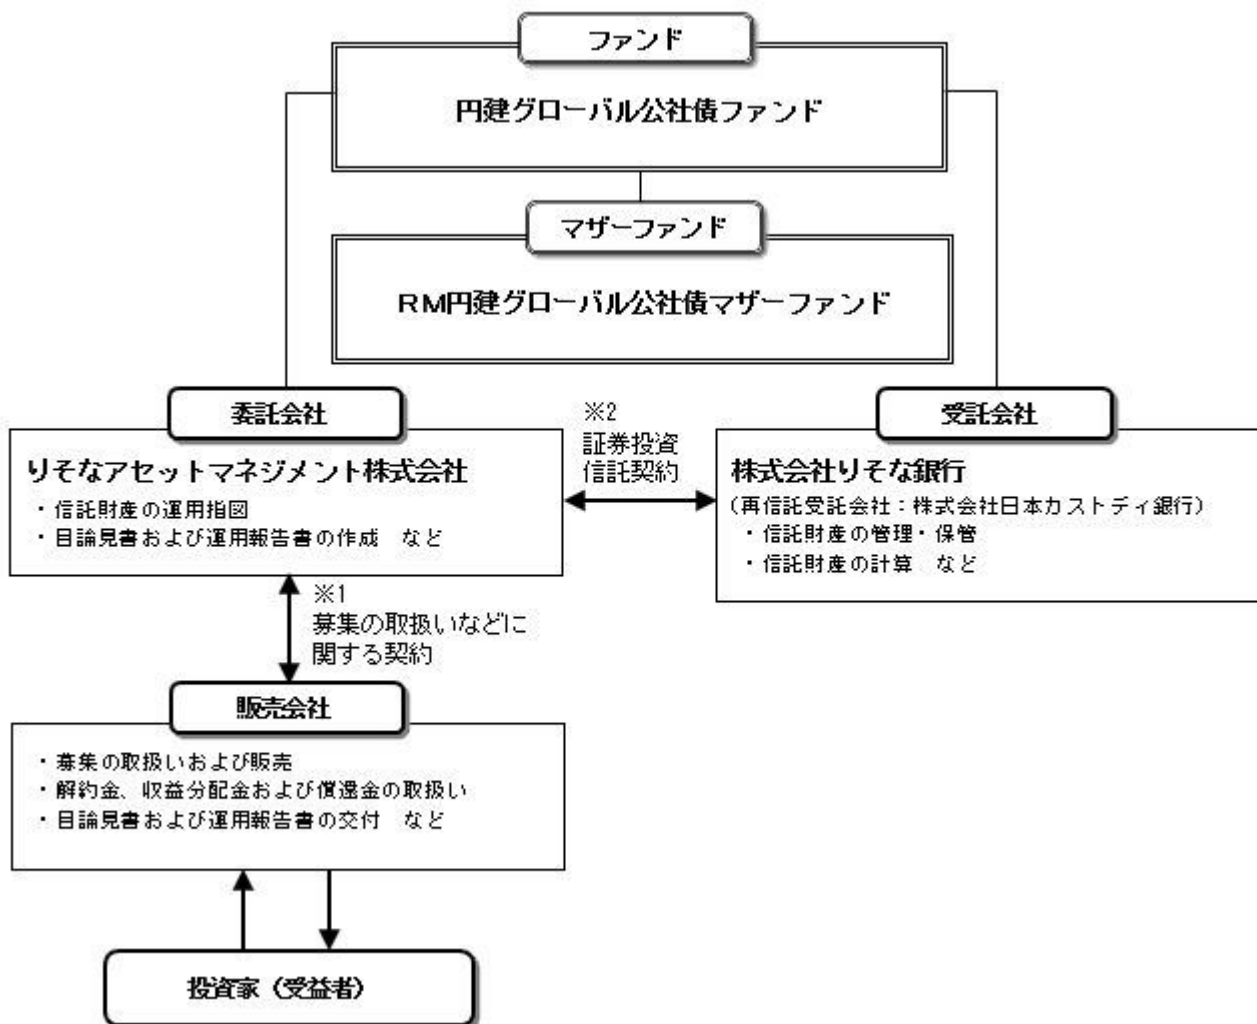 ファンド
円建グローバル公社債ファンド
マザーファンド
RM円建グローバル公社債マザーファンド
委託会社
りそなアセットマネジメント株式会社
・信託財産の運用指図
・目論見書および運用報告書の作成　など
※2
証券投資
信託契約
受託会社
株式会社りそな銀行
(再信託受託会社：株式会社日本カストディ銀行)
・信託財産の管理・保管
・信託財産の計算　など
※1
募集の取扱いなどに
関する契約
販売会社
・募集の取扱いおよび販売
・解約金、収益分配金および償還金の取扱い
・目論見書および運用報告書の交付　など
投資家（受益者）